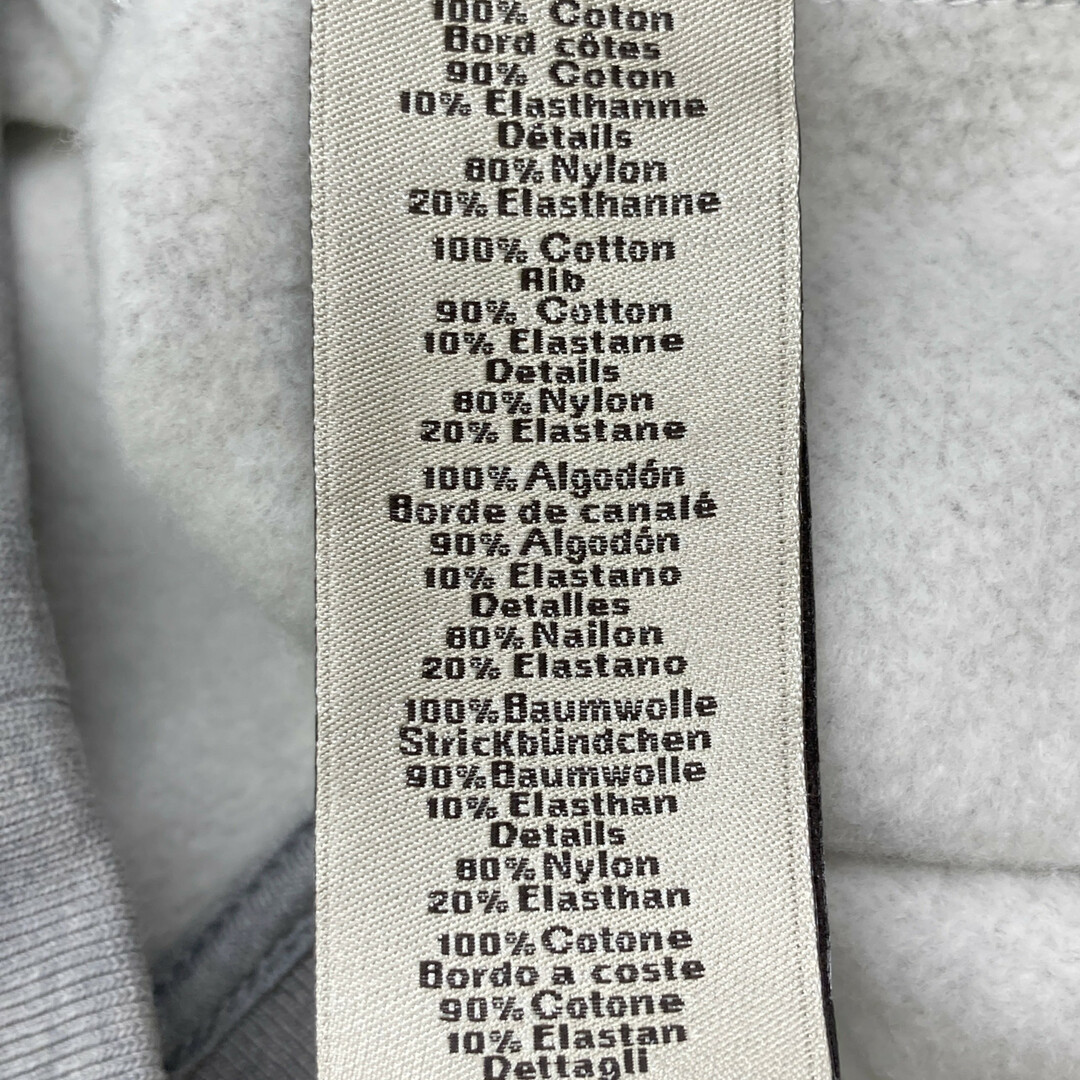 100% Coton
Bord côtes
90% Coton
10% Elasthanne
Détails
80% Nylon
20% Elasthanne
100% Cotton
Rib
90% Cotton
10% Elastane
Details
80% Nylon
20% Elastane
100% Algodón
Borde de canalé
90% Algodón
10% Elastano
Detalles
80% Nailon
20% Elastano
100% Baumwolle
Strickbündchen
90% Baumwolle
10% Elasthan
Details
80% Nylon
20% Elasthan
100% Cotone
Bordo a coste
90% Cotone
10% Elastan
Dettagli